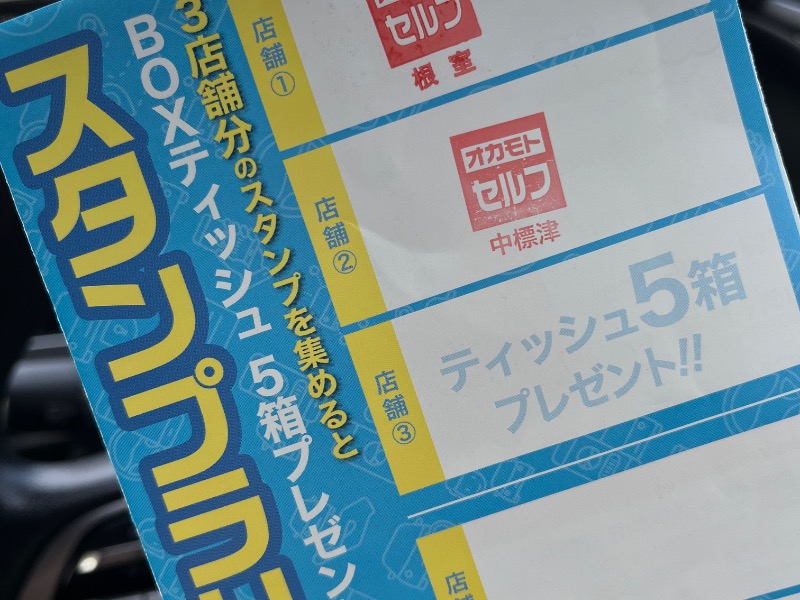 スタンプラリ
3店舗分のスタンプを集めると
BOXティッシュ 5箱プレゼン
店舗①
セルフ
根室
店舗②
オカモト
セルフ
中標津
店舗③
ティッシュ5箱
プレゼント!!
店舗